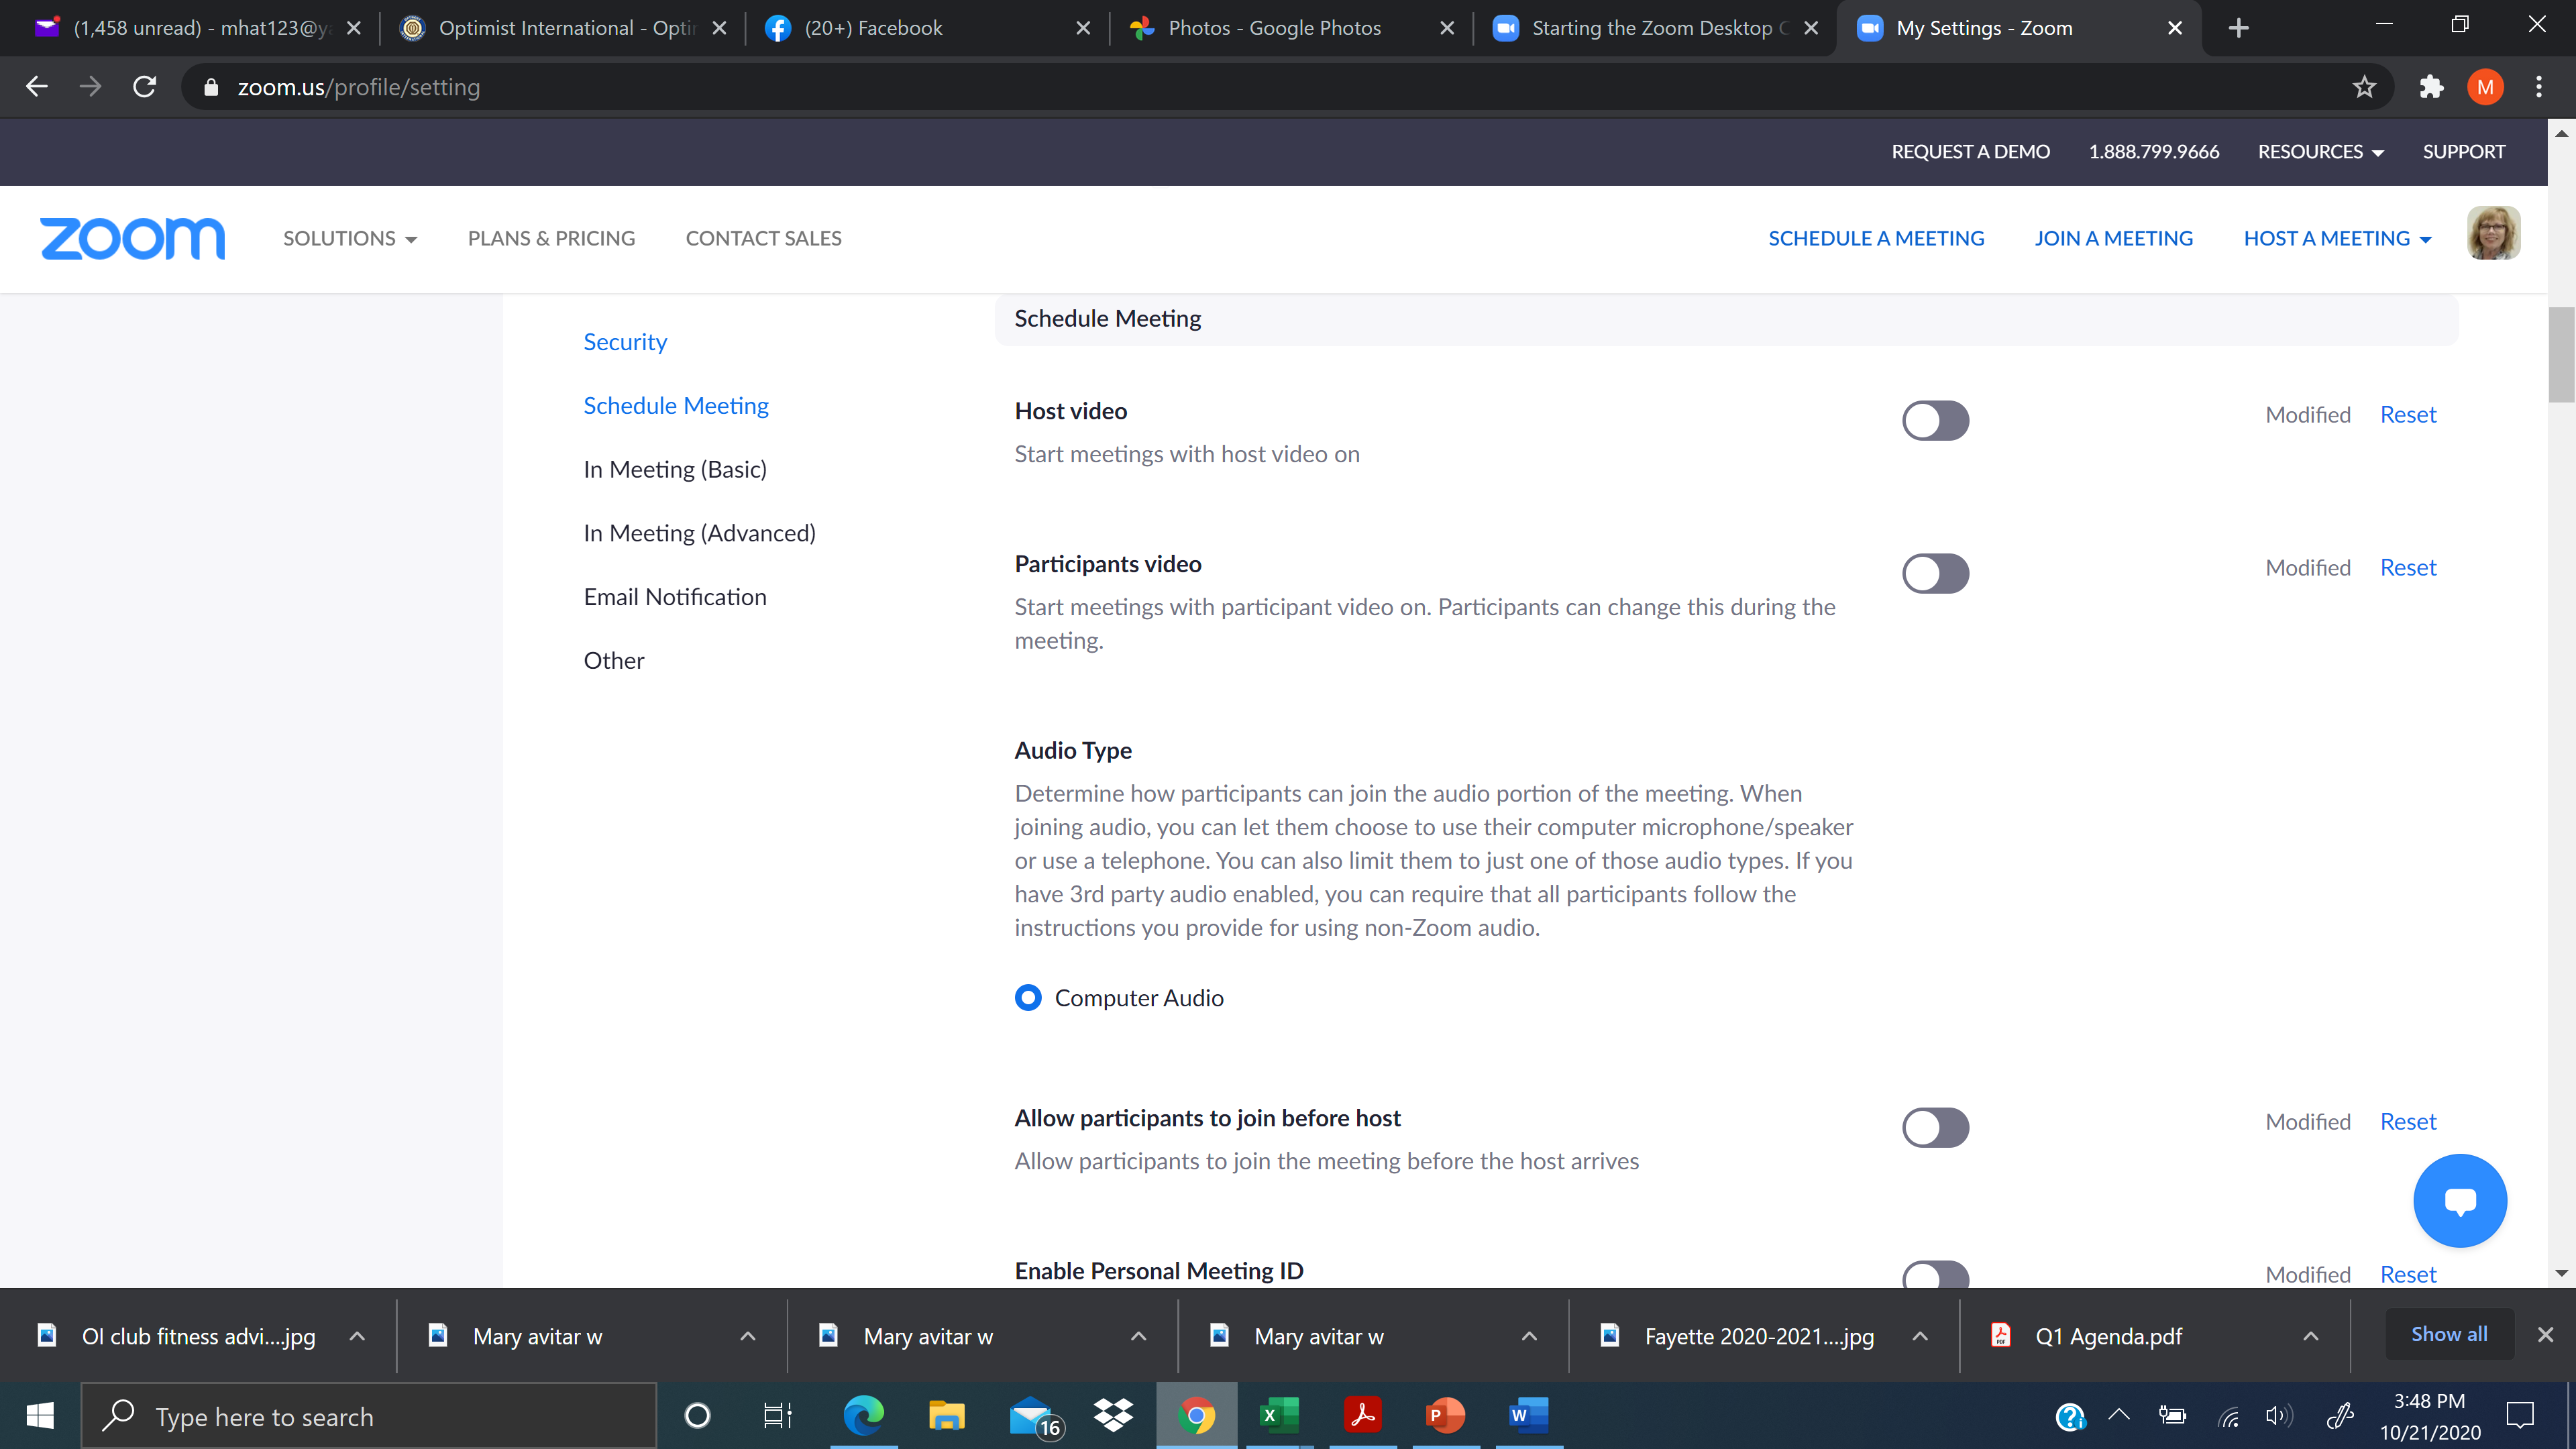 (1,458 unread) - mhat123@y
Optimist International - Opti
(20+) Facebook
Photos - Google Photos
Starting the Zoom Desktop C
My Settings - Zoom
zoom.us/profile/setting
M
REQUEST A DEMO 1.888.799.9666 RESOURCES SUPPORT
zoom SOLUTIONS PLANS & PRICING CONTACT SALES SCHEDULE A MEETING JOIN A MEETING HOST A MEETING
Security
Schedule Meeting
In Meeting (Basic)
In Meeting (Advanced)
Email Notification
Other
Schedule Meeting
Host video
Modified Reset
Start meetings with host video on
Participants video
Modified Reset
Start meetings with participant video on. Participants can change this during the
meeting.
Audio Type
Determine how participants can join the audio portion of the meeting. When
joining audio, you can let them choose to use their computer microphone/speaker
or use a telephone. You can also limit them to just one of those audio types. If you
have 3rd party audio enabled, you can require that all participants follow the
instructions you provide for using non-Zoom audio.
Computer Audio
Allow participants to join before host
Modified Reset
Allow participants to join the meeting before the host arrives
Enable Personal Meeting ID
Modified Reset
OI club fitness advi....jpg
Mary avitar w
Mary avitar w
Mary avitar w
Fayette 2020-2021....jpg
Q1 Agenda.pdf
Show all
Type here to search
16
3:48 PM
10/21/2020